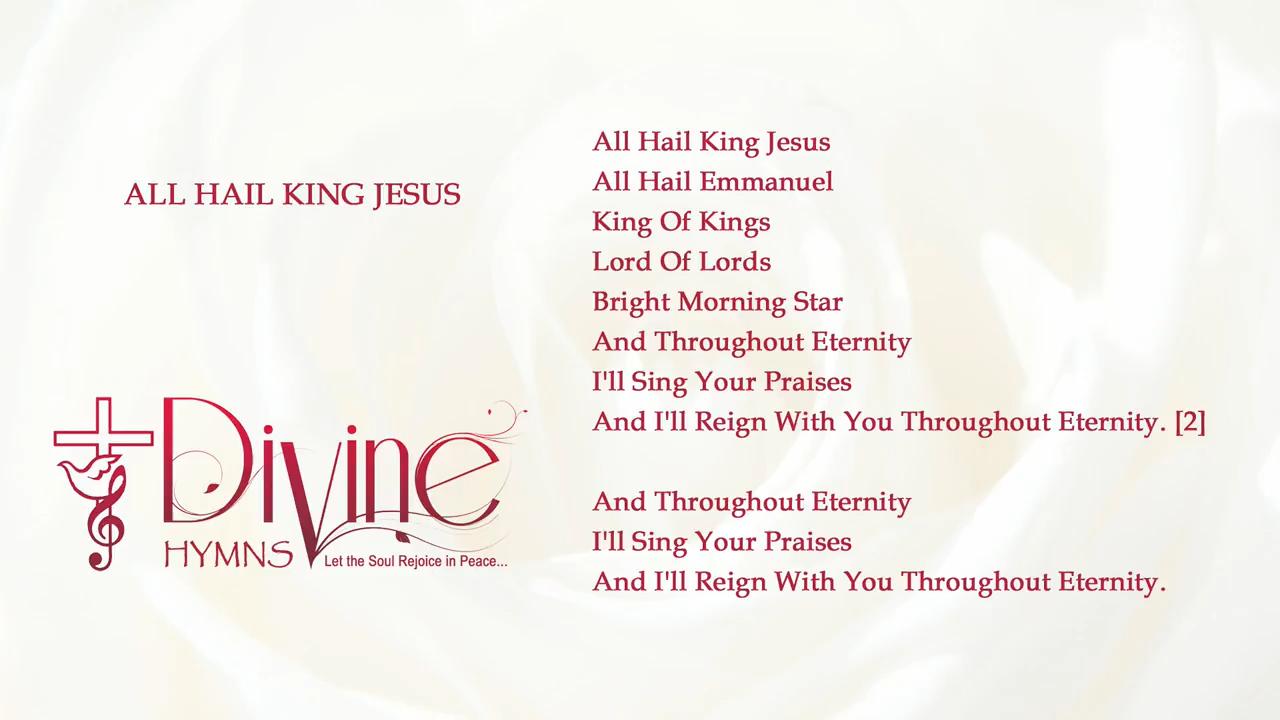 ALL HAIL KING JESUS
Divine
HYMNS
Let the Soul Rejoice in Peace...
All Hail King Jesus
All Hail Emmanuel
King Of Kings
Lord Of Lords
Bright Morning Star
And Throughout Eternity
I'll Sing Your Praises
And I'll Reign With You Throughout Eternity. [2]
And Throughout Eternity
I'll Sing Your Praises
And I'll Reign With You Throughout Eternity.